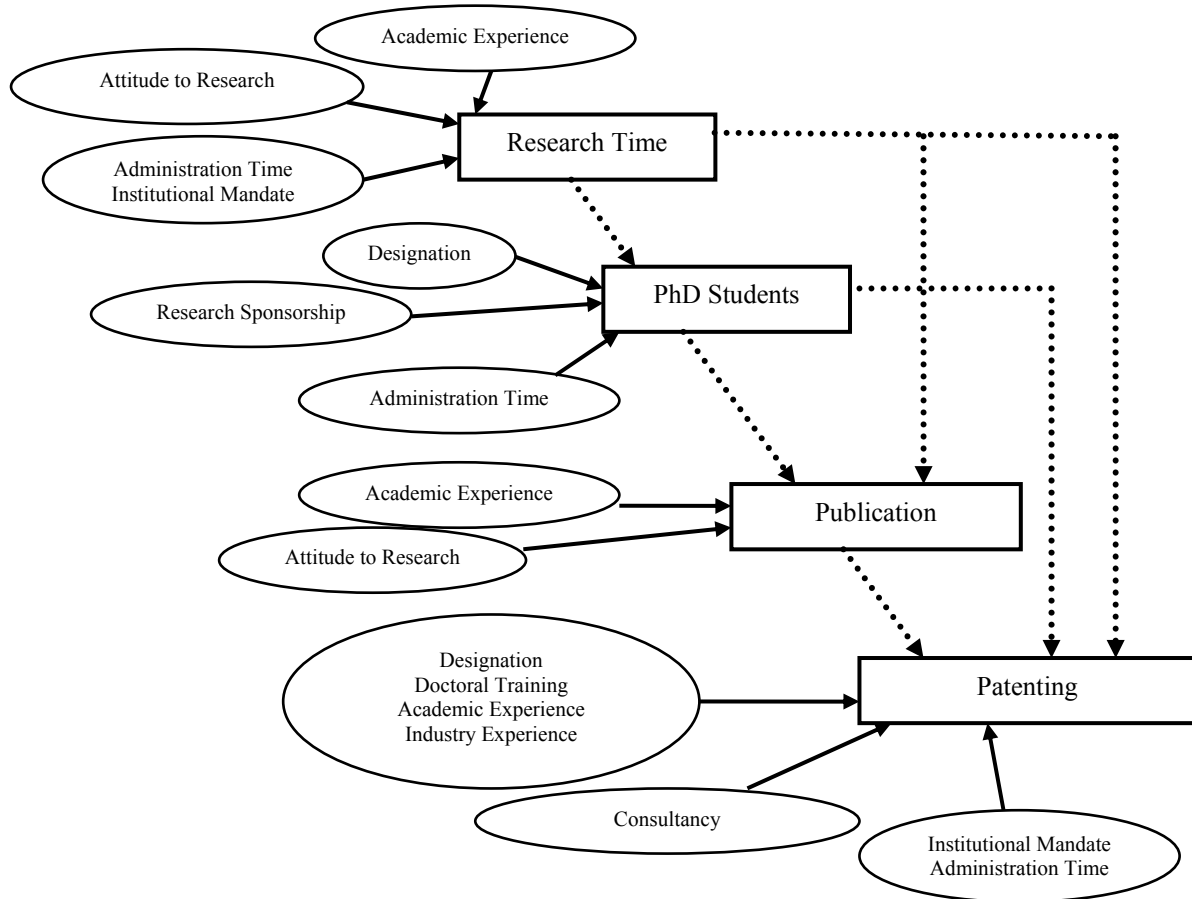 Academic Experience
Attitude to Research
Research Time
Administration Time
Institutional Mandate
Designation
PhD Students
Research Sponsorship
Administration Time
Academic Experience
Publication
Attitude to Research
Designation
Doctoral Training
Academic Experience
Industry Experience
Patenting
Consultancy
Institutional Mandate
Administration Time